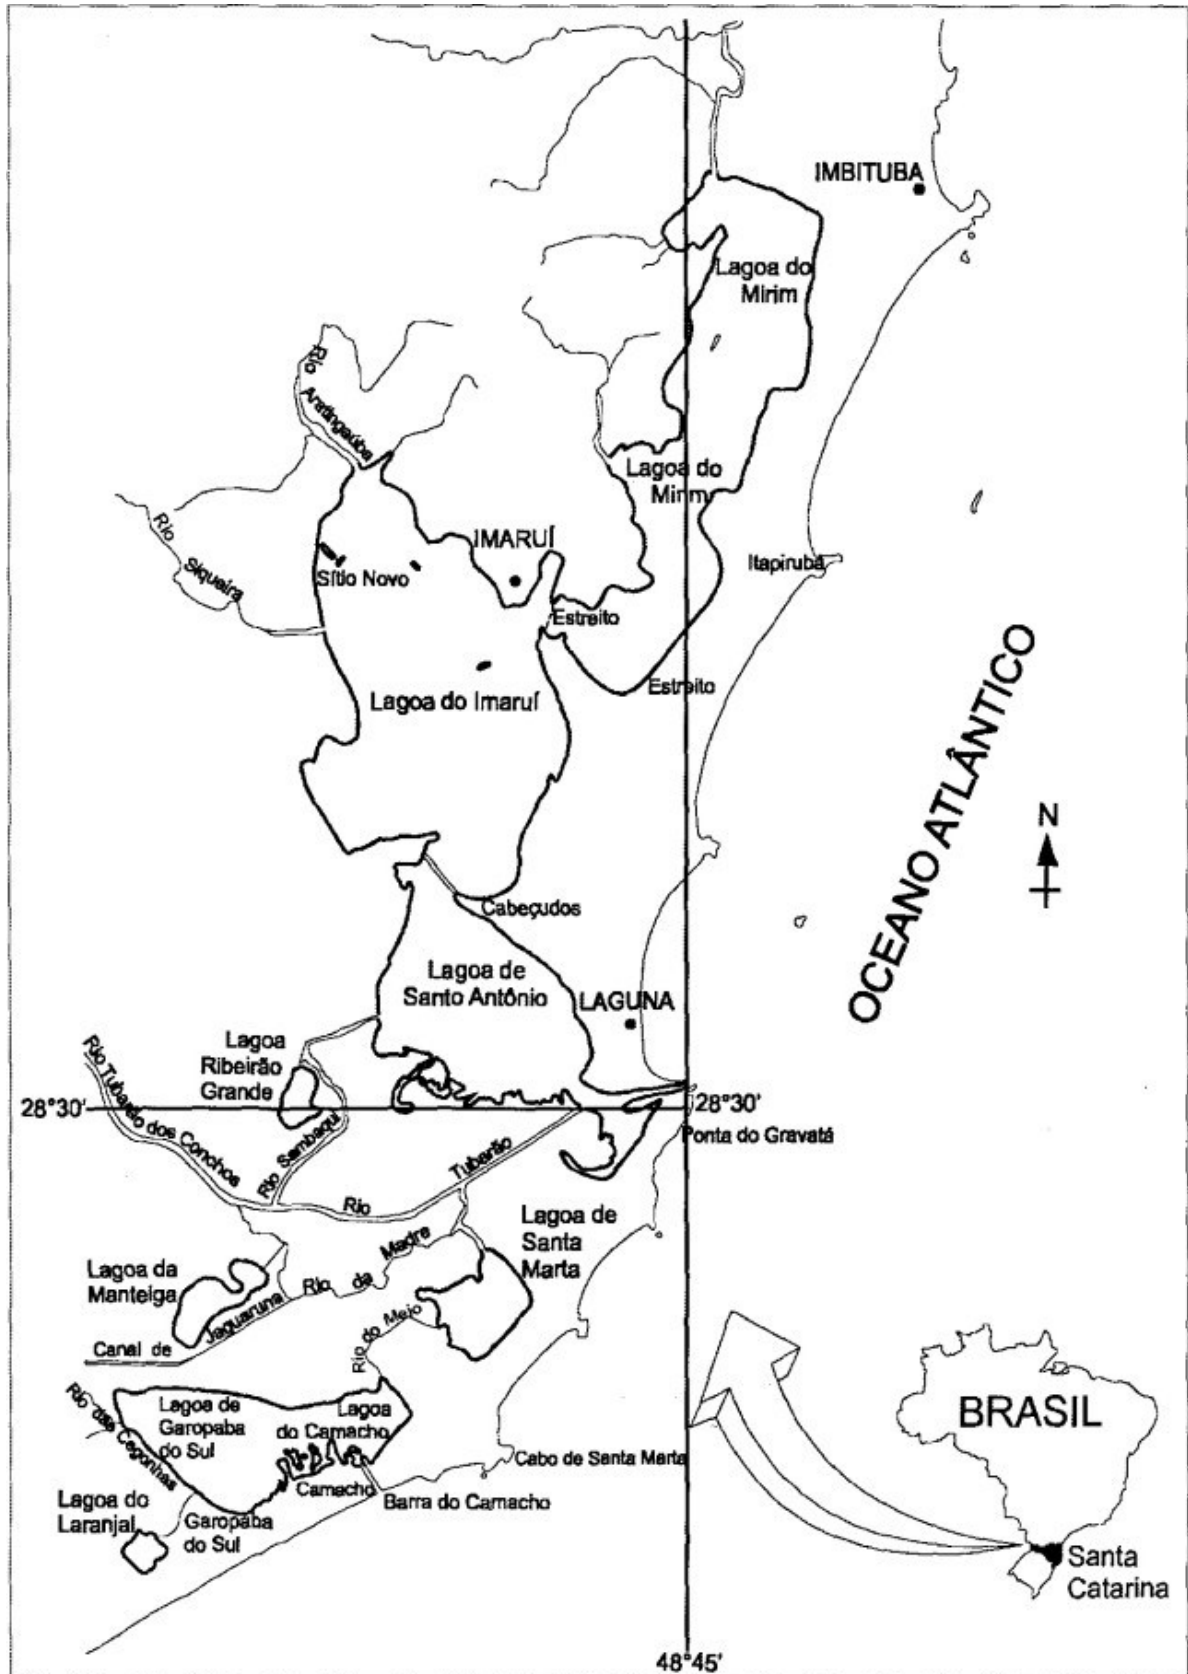 IMBITUBA
Lagoa do
Mirim
Rio
Aratingaúba
Lagoa do
Mirim
Rio
Siqueira
IMARUÍ
Sítio Novo
Itapirubá
Estreito
Estreito
Lagoa do Imaruí
OCEANO ATLÂNTICO
N
Cabeçudos
Lagoa de
Santo Antônio
LAGUNA
Lagoa
Ribeirão
Grande
Rio Tubarão dos Conchos
28°30'
28°30'
Ponta do Gravatá
Rio Sambaqui
Rio
Tubarão
Lagoa de
Santa
Marta
Lagoa da
Manteiga
Rio da Madre
Canal de
Jaguaruna
Rio do Meio
Rio das Cegonhas
Lagoa de
Garopaba
do Sul
Lagoa
do Camacho
BRASIL
Cabo de Santa Marta
Camacho
Barra do Camacho
Lagoa do
Laranjal
Garopaba
do Sul
Santa
Catarina
48°45'